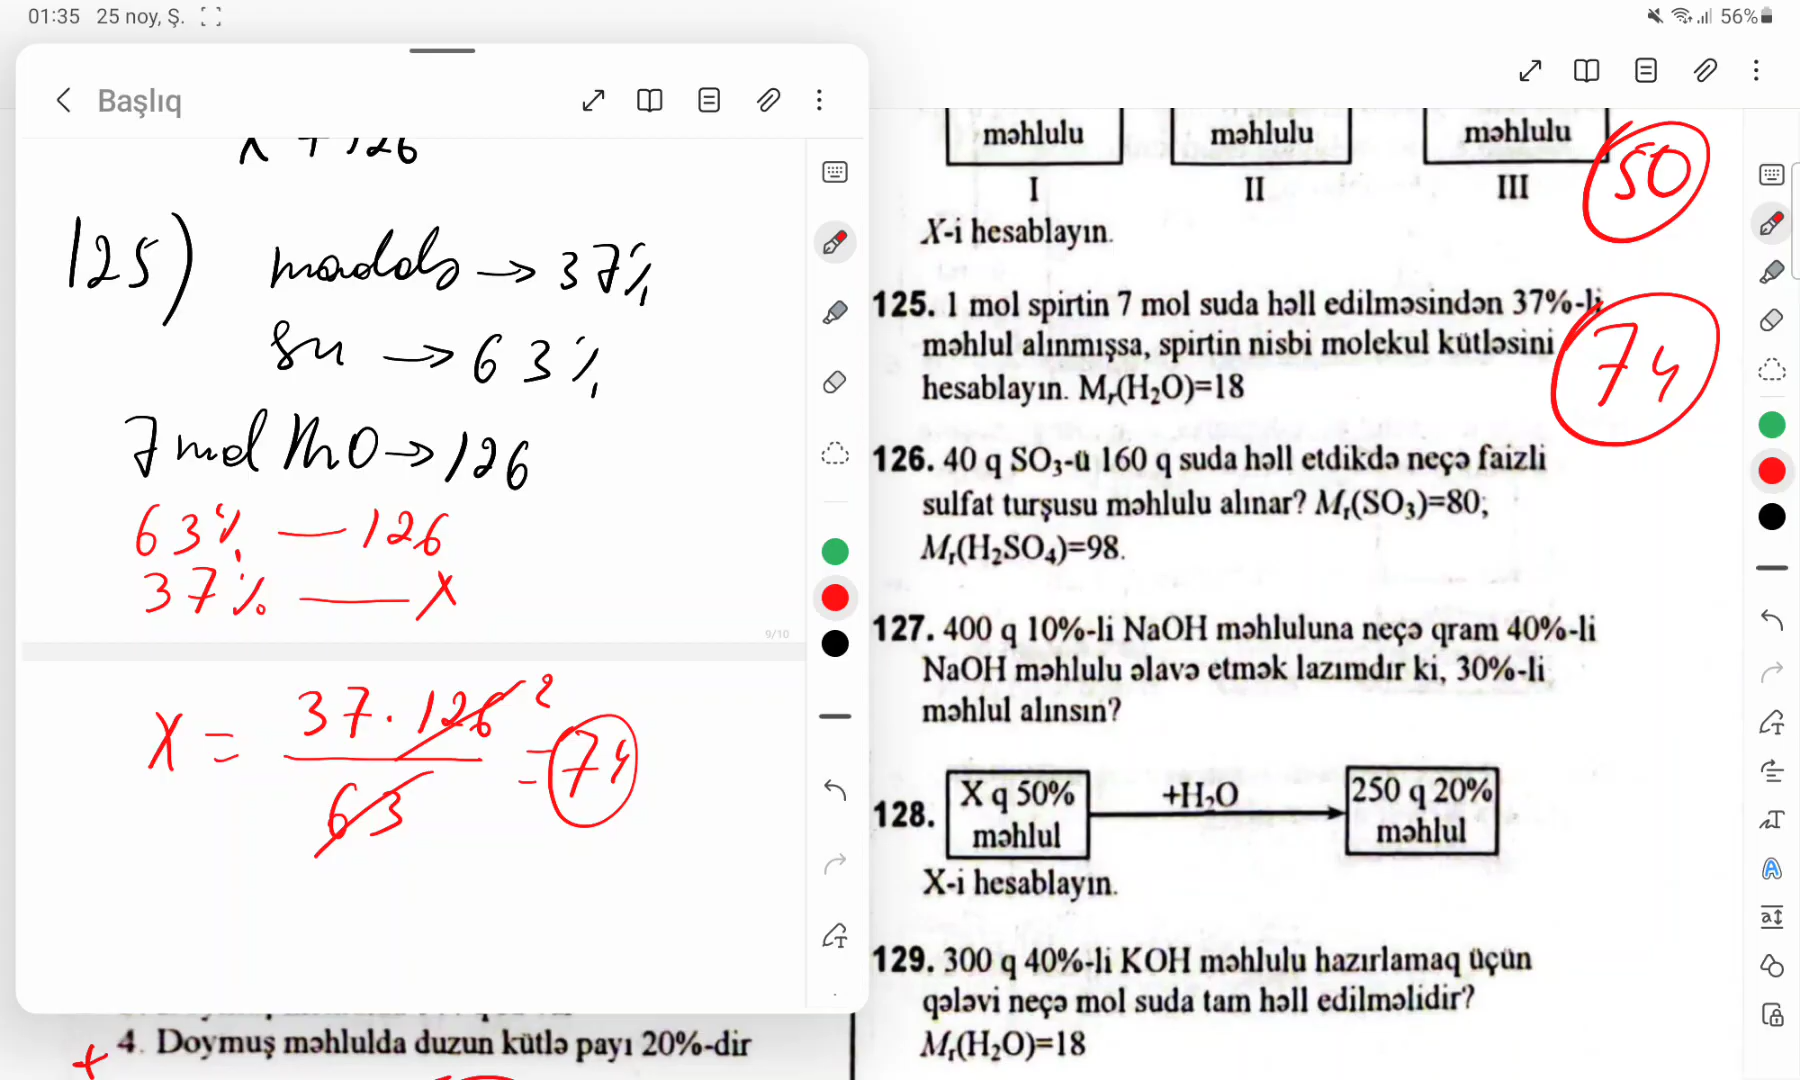 01:35 25 noy, Ş.
56%
Başlıq
x + 126
125) maddə → 37%
su → 63%
7 mol H₂O → 126
63% — 126
37% — x
9/10
x = 37 · 126 2 / 63 = 74
4. Doymuş məhlulda duzun kütlə payı 20%-dir
+
məhlulu məhlulu məhlulu
I II III
50
X-i hesablayın.
125. 1 mol spirtin 7 mol suda həll edilməsindən 37%-li
məhlul alınmışsa, spirtin nisbi molekul kütləsini
hesablayın. Mᵣ(H₂O)=18
74
126. 40 q SO₃-ü 160 q suda həll etdikdə neçə faizli
sulfat turşusu məhlulu alınar? Mᵣ(SO₃)=80;
Mᵣ(H₂SO₄)=98.
127. 400 q 10%-li NaOH məhluluna neçə qram 40%-li
NaOH məhlulu əlavə etmək lazımdır ki, 30%-li
məhlul alınsın?
128. X q 50% məhlul +H₂O 250 q 20% məhlul
X-i hesablayın.
129. 300 q 40%-li KOH məhlulu hazırlamaq üçün
qələvi neçə mol suda tam həll edilməlidir?
Mᵣ(H₂O)=18